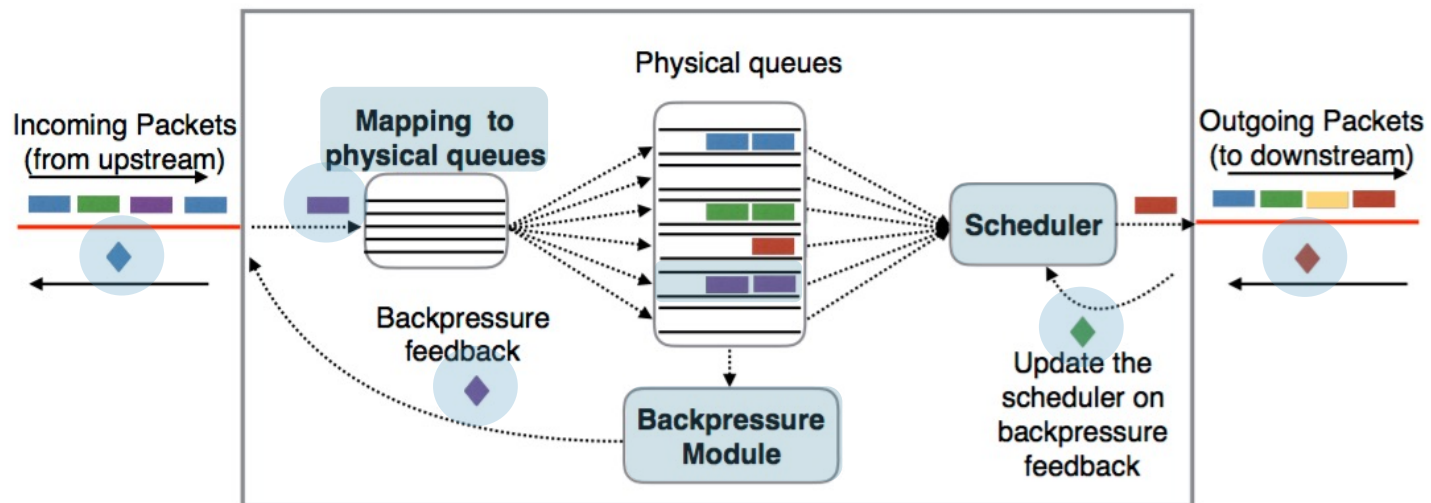 Physical queues
Incoming Packets
(from upstream)
Mapping to
physical queues
Outgoing Packets
(to downstream)
Scheduler
Backpressure
feedback
Update the
scheduler on
backpressure
feedback
Backpressure
Module